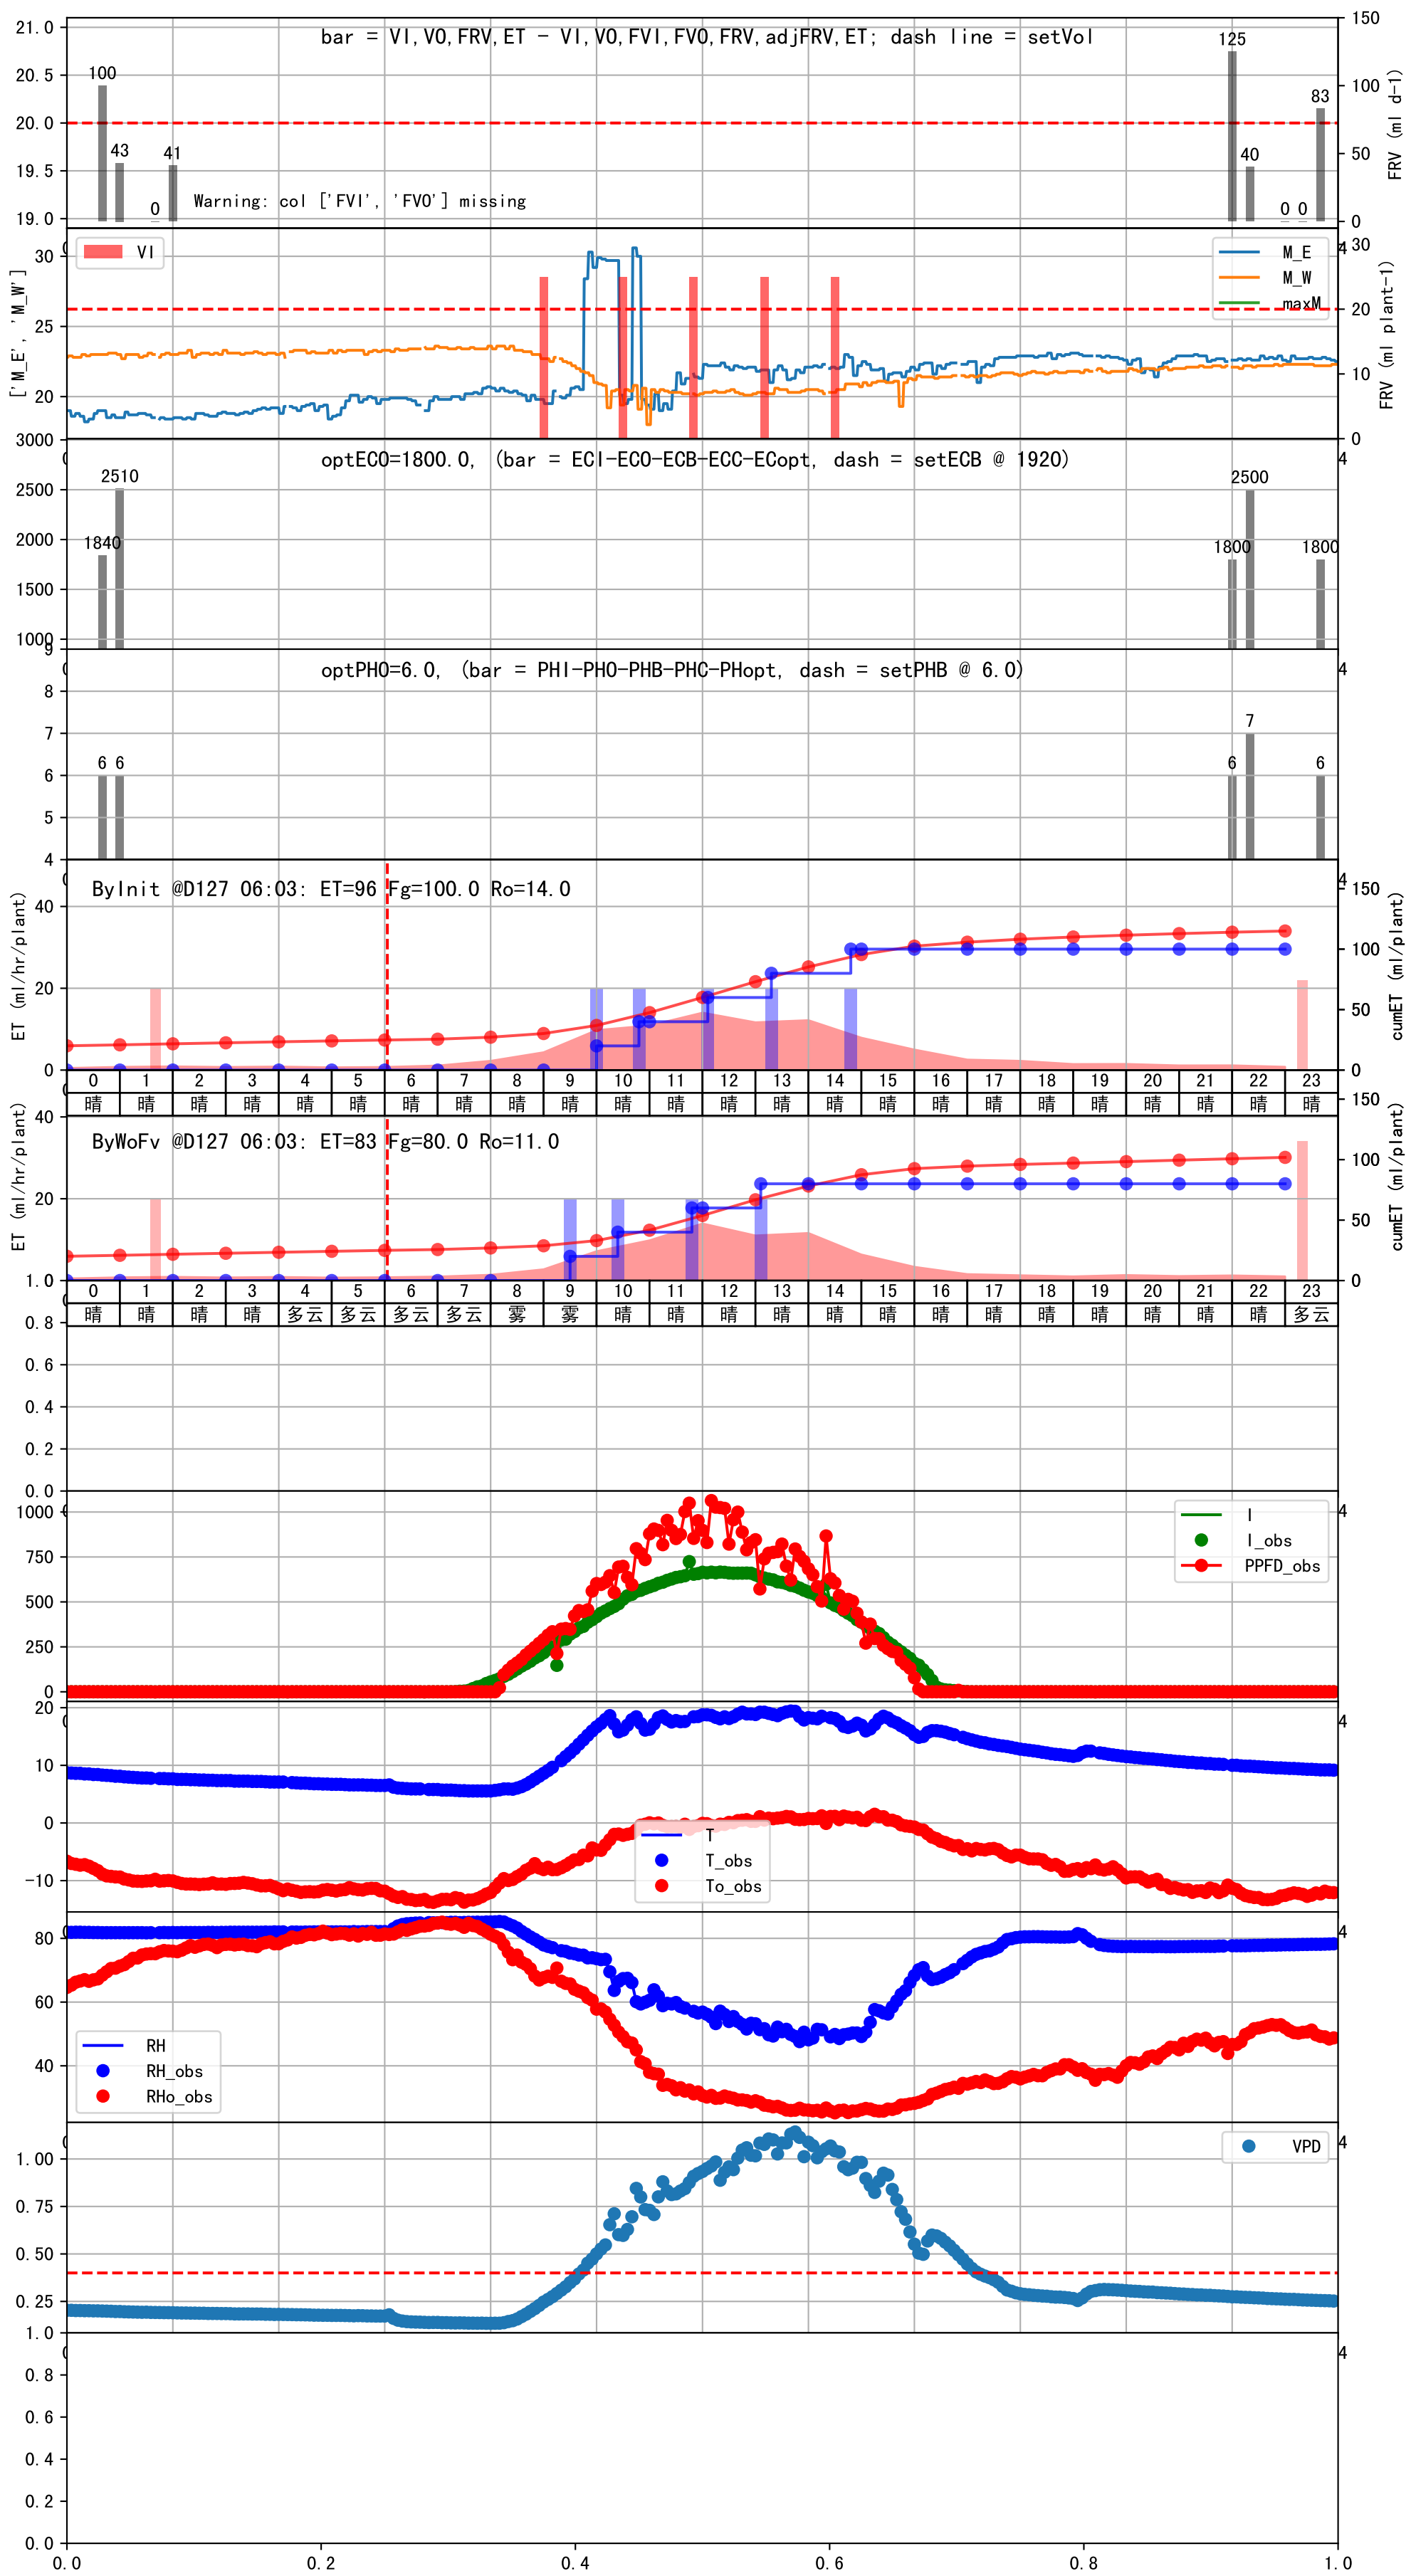 bar = VI,VO,FRV,ET - VI,VO,FVI,FVO,FRV,adjFRV,ET; dash line = setVol
21.0
20.5
20.0
19.5
19.0
150
100
50
0
FRV (ml d-1)
100
43
0
41
125
40
0 0
83
Warning: col ['FVI', 'FVO'] missing
VI
M_E
M_W
maxM
['M_E', 'M_W']
30
25
20
30
20
10
0
FRV (ml plant-1)
optECO=1800.0, (bar = ECI-ECO-ECB-ECC-ECopt, dash = setECB @ 1920)
3000
2500
2000
1500
1000
1840
2510
1800
2500
1800
optPHO=6.0, (bar = PHI-PHO-PHB-PHC-PHopt, dash = setPHB @ 6.0)
9
8
7
6
5
4
6 6
6
7
6
ByInit @D127 06:03: ET=96 Fg=100.0 Ro=14.0
ET (ml/hr/plant)
40
20
0
150
100
50
0
cumET (ml/plant)
0 1 2 3 4 5 6 7 8 9 10 11 12 13 14 15 16 17 18 19 20 21 22 23
晴 晴 晴 晴 晴 晴 晴 晴 晴 晴 晴 晴 晴 晴 晴 晴 晴 晴 晴 晴 晴 晴 晴 晴
ByWoFv @D127 06:03: ET=83 Fg=80.0 Ro=11.0
ET (ml/hr/plant)
40
20
150
100
50
0
cumET (ml/plant)
0 1 2 3 4 5 6 7 8 9 10 11 12 13 14 15 16 17 18 19 20 21 22 23
晴 晴 晴 晴 多云 多云 多云 多云 雾 雾 晴 晴 晴 晴 晴 晴 晴 晴 晴 晴 晴 晴 晴 多云
1.0
0.8
0.6
0.4
0.2
0.0
1000
750
500
250
0
I
I_obs
PPFD_obs
20
10
0
-10
T
T_obs
To_obs
80
60
40
RH
RH_obs
RHo_obs
1.00
0.75
0.50
0.25
VPD
1.0
0.8
0.6
0.4
0.2
0.0
0.0 0.2 0.4 0.6 0.8 1.0